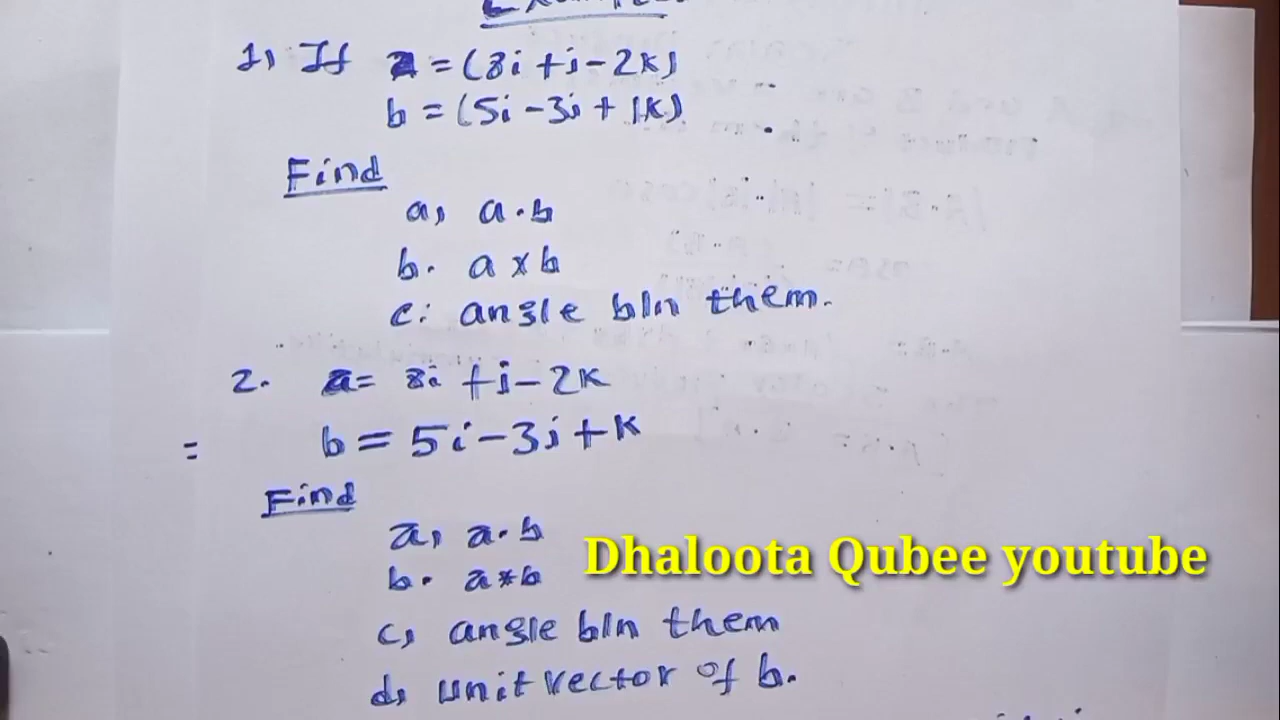 1, If a = (3i + j - 2k)
b = (5i - 3j + 1k).
Find
a, a · b
b. a x b
c: angle b/n them.
2. a = 3i + j - 2k
= b = 5i - 3j + k
Find
a, a · b
b. a * b
Dhaloota Qubee youtube
c, angle b/n them
d, unit vector of b.